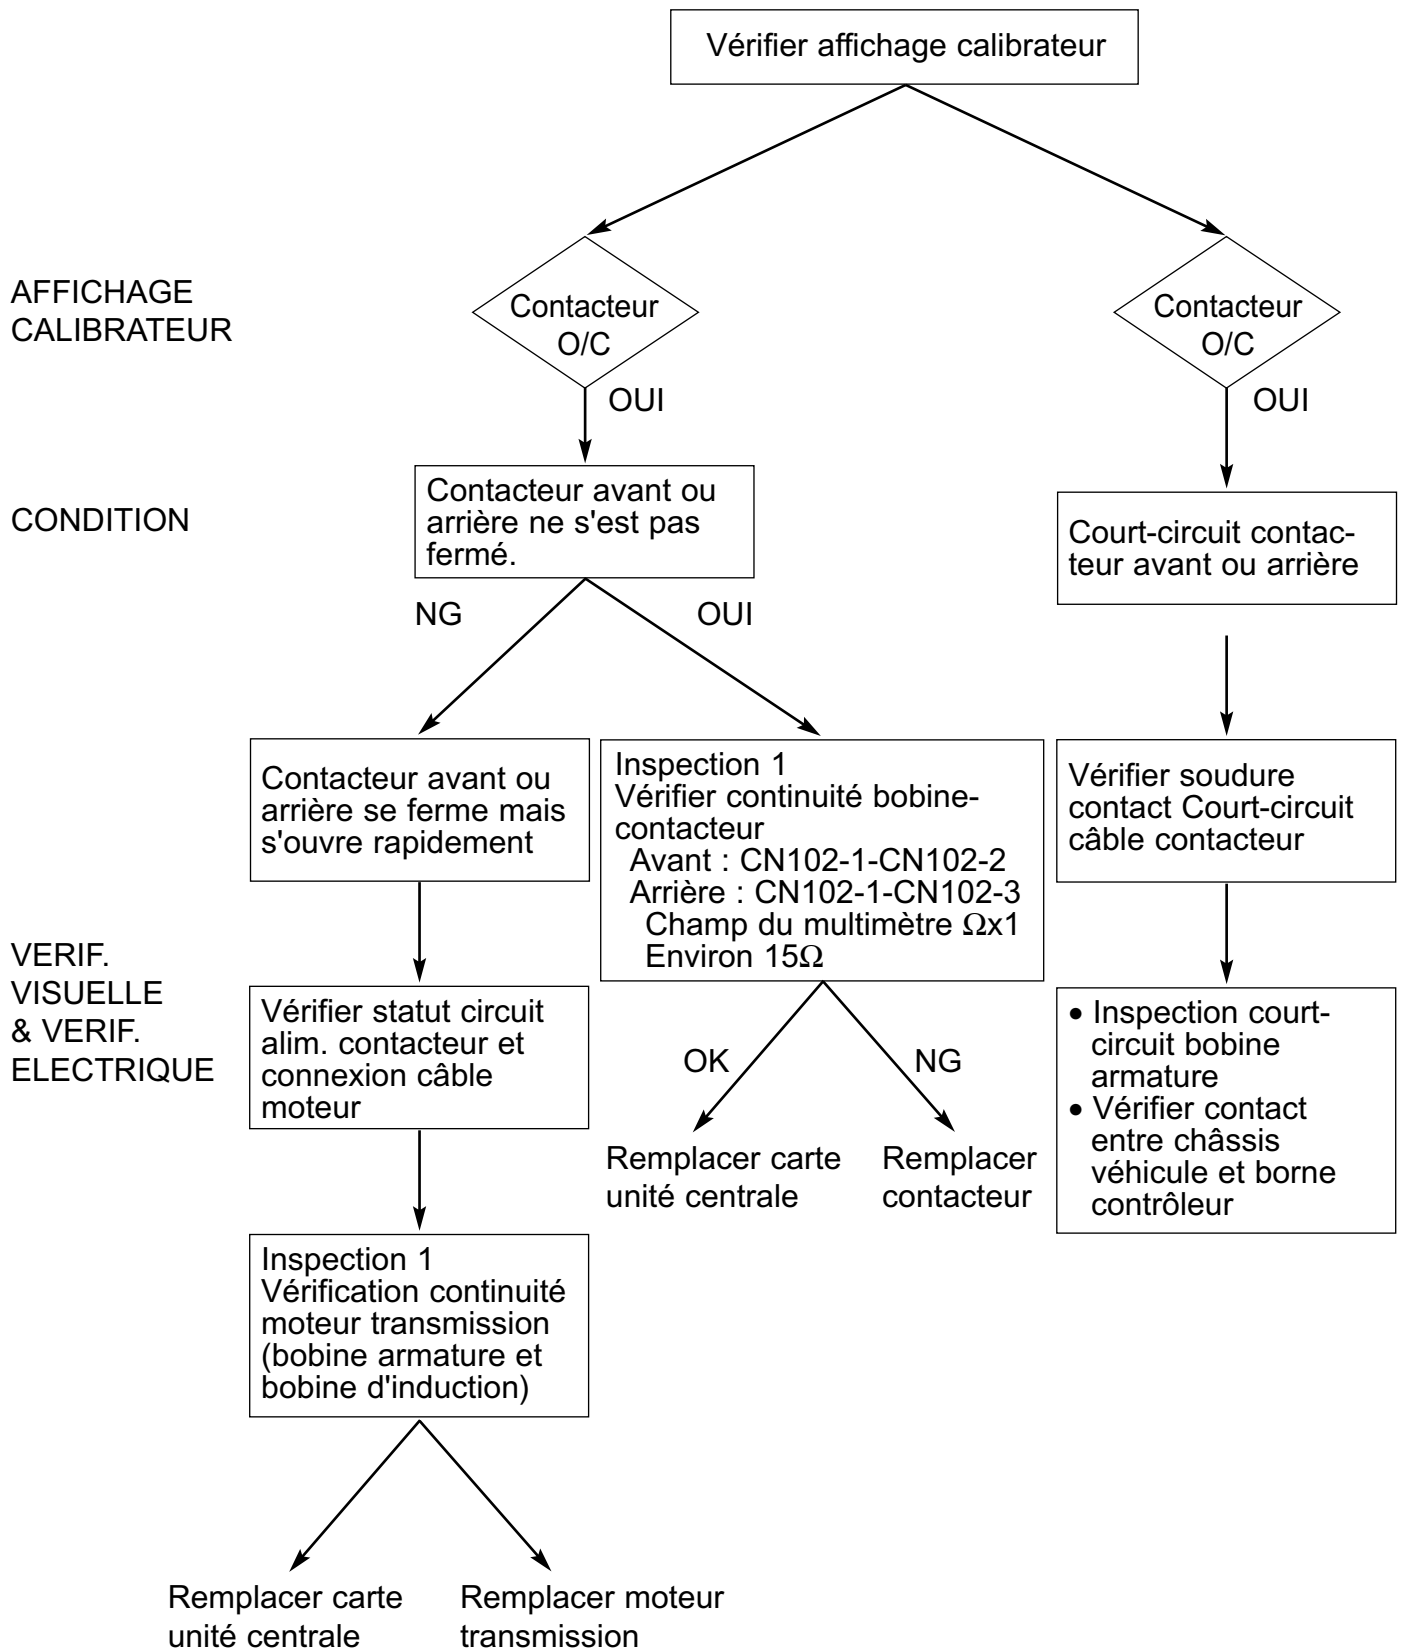 Vérifier affichage calibrateur
AFFICHAGE
CALIBRATEUR
Contacteur
O/C
OUI
Contacteur
O/C
OUI
CONDITION
Contacteur avant ou
arrière ne s'est pas
fermé.
Court-circuit contac-
teur avant ou arrière
NG
OUI
Contacteur avant ou
arrière se ferme mais
s'ouvre rapidement
Inspection 1
Vérifier continuité bobine-
contacteur
Avant : CN102-1-CN102-2
Arrière : CN102-1-CN102-3
Champ du multimètre Ωx1
Environ 15Ω
Vérifier soudure
contact Court-circuit
câble contacteur
VERIF.
VISUELLE
& VERIF.
ELECTRIQUE
Vérifier statut circuit
alim. contacteur et
connexion câble
moteur
OK
NG
Remplacer carte
unité centrale
Remplacer
contacteur
• Inspection court-
circuit bobine
armature
• Vérifier contact
entre châssis
véhicule et borne
contrôleur
Inspection 1
Vérification continuité
moteur transmission
(bobine armature et
bobine d'induction)
Remplacer carte
unité centrale
Remplacer moteur
transmission